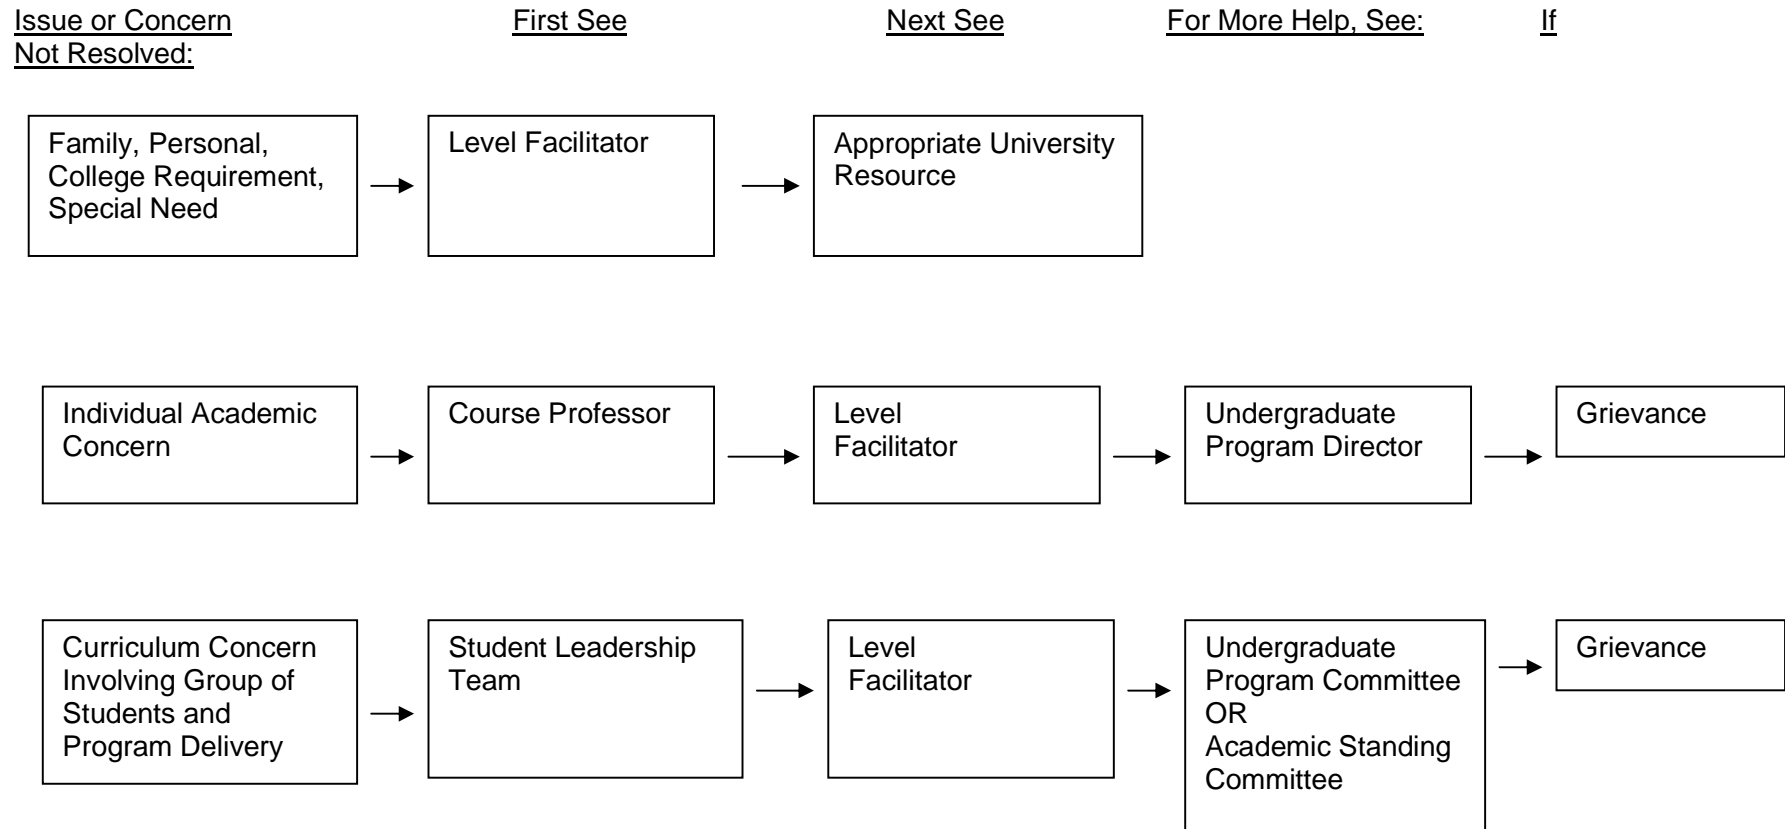 Issue or Concern First See Next See For More Help, See: If
Not Resolved:
Family, Personal,
College Requirement,
Special Need
Level Facilitator
Appropriate University
Resource
Individual Academic
Concern
Course Professor
Level
Facilitator
Undergraduate
Program Director
Grievance
Curriculum Concern
Involving Group of
Students and
Program Delivery
Student Leadership
Team
Level
Facilitator
Undergraduate
Program Committee
OR
Academic Standing
Committee
Grievance